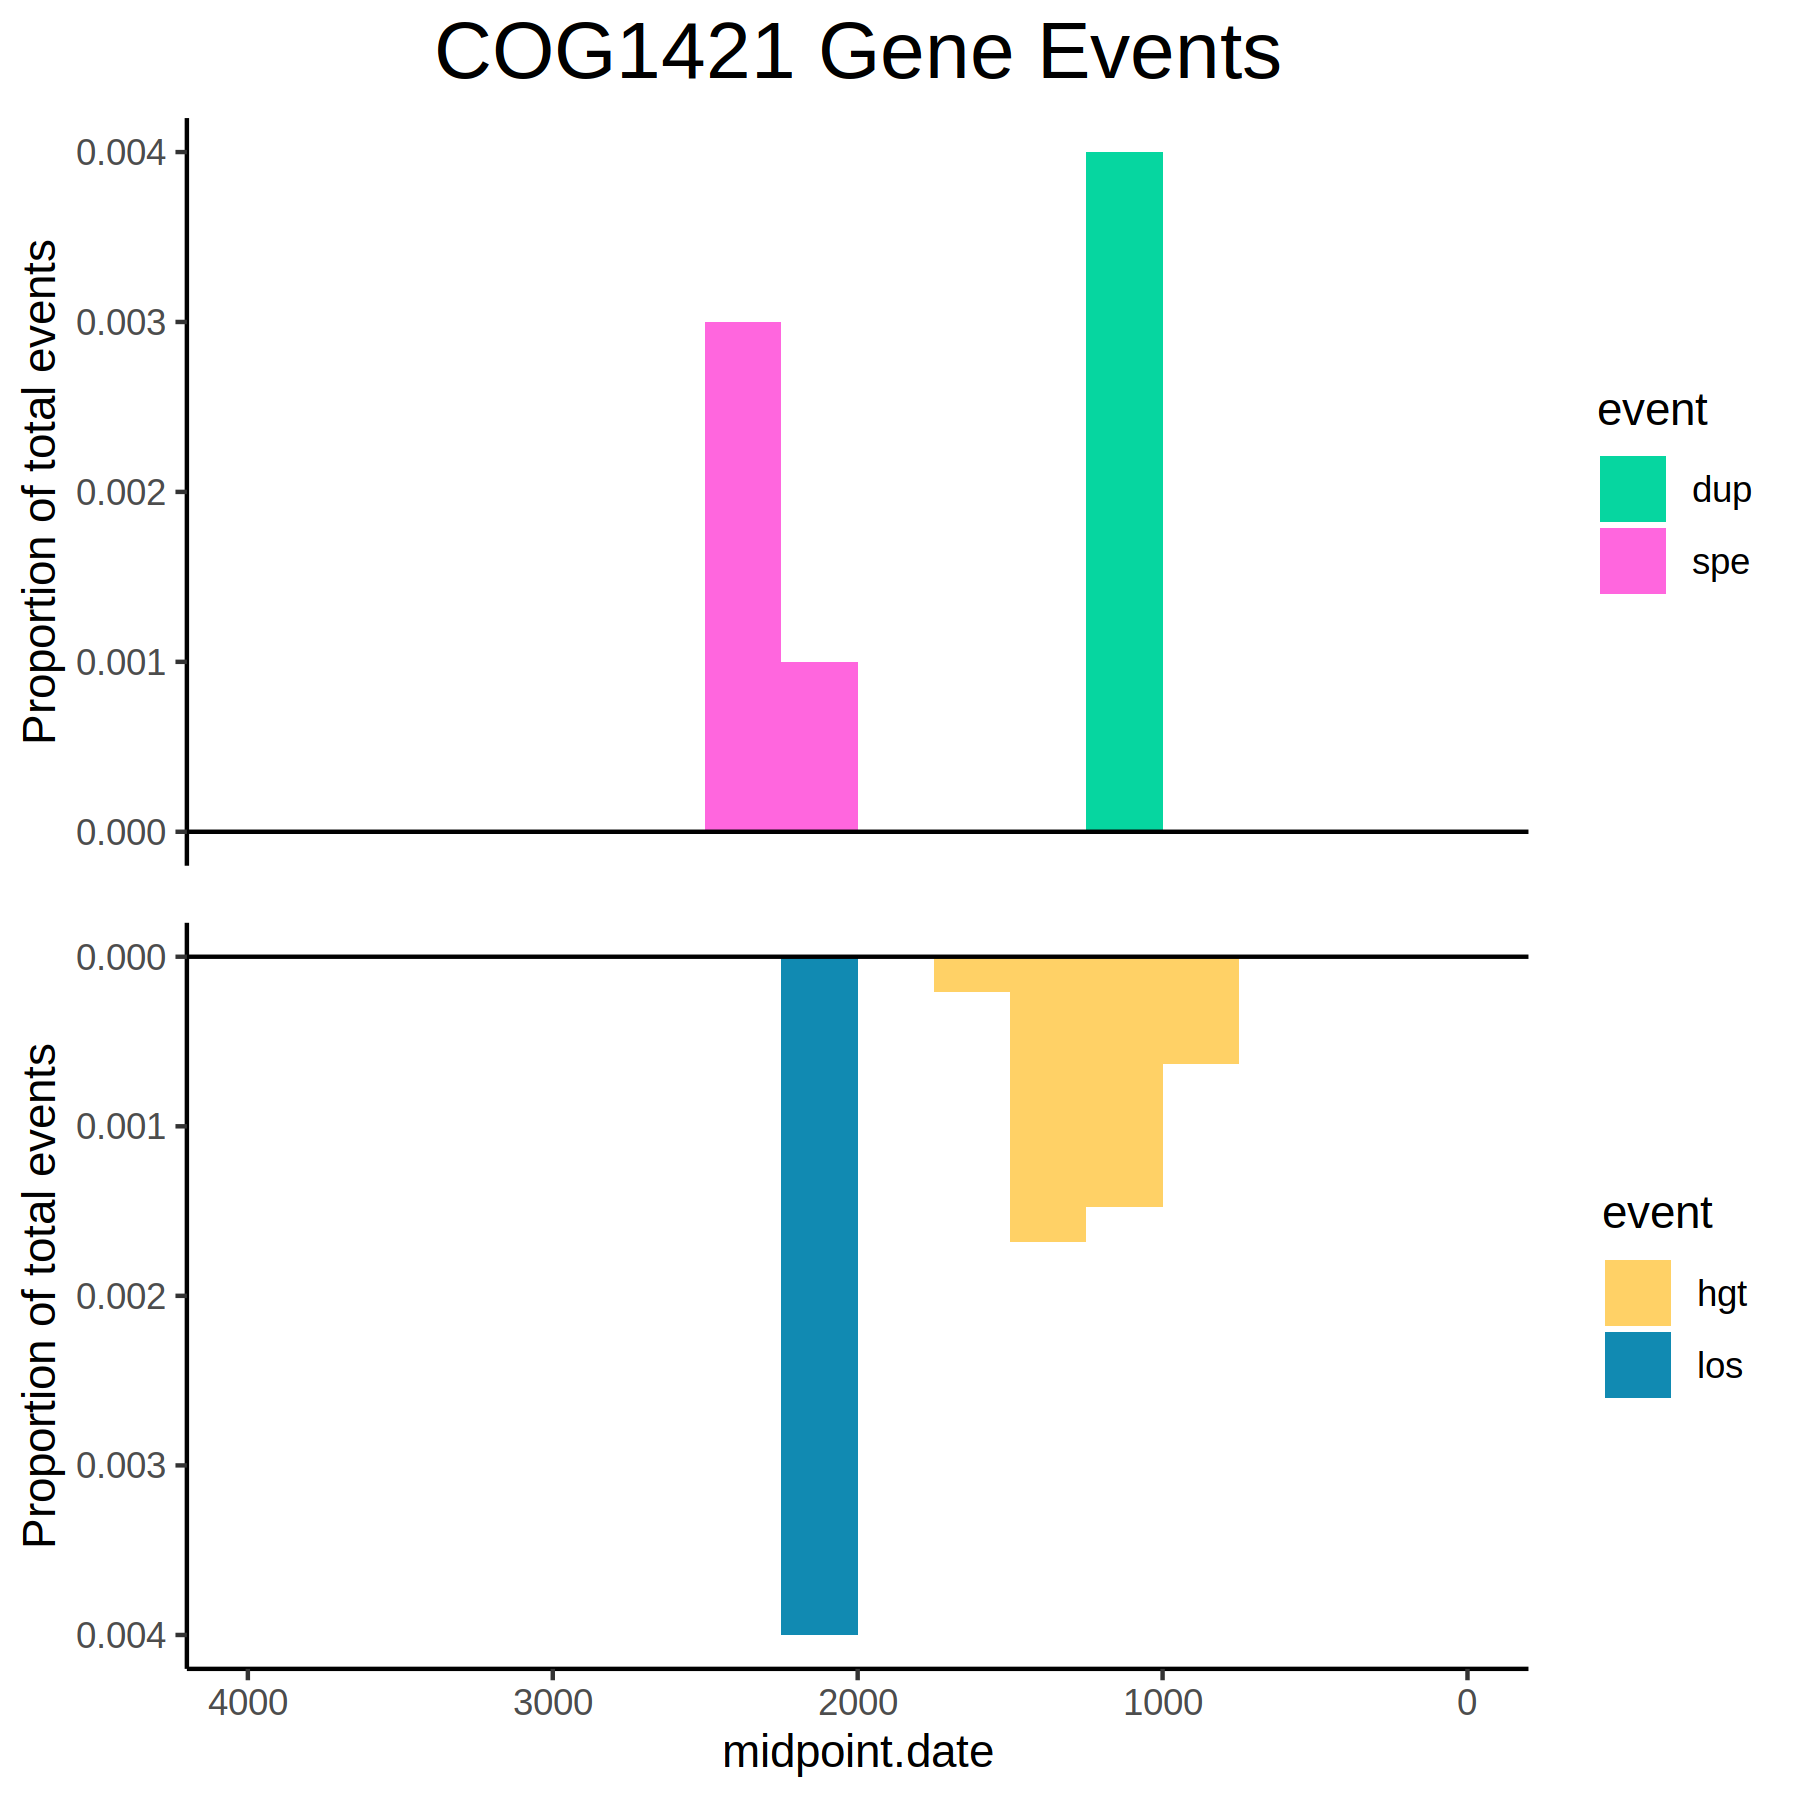 COG1421 Gene Events
Proportion of total events
0.004
0.003
0.002
0.001
0.000
event
dup
spe
Proportion of total events
0.000
0.001
0.002
0.003
0.004
event
hgt
los
4000 3000 2000 1000 0
midpoint.date